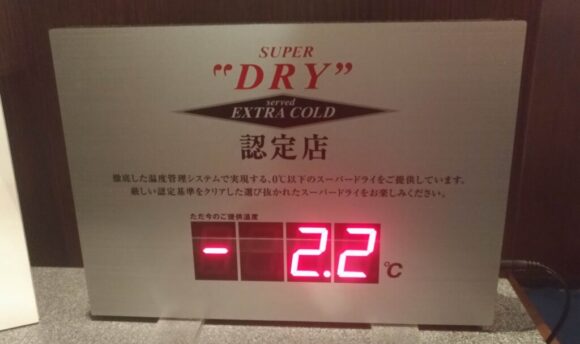 SUPER
“DRY”
served
EXTRA COLD
認定店
徹底した温度管理システムで実現する、0℃以下のスーパードライをご提供しています。
厳しい認定基準をクリアした選び抜かれたスーパードライをお楽しみください。
ただ今のご提供温度
- 2.2 ℃